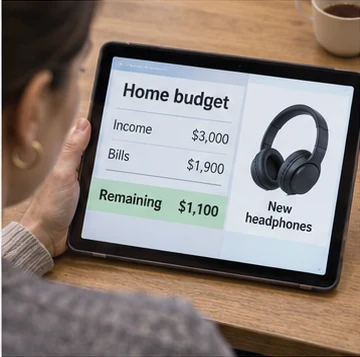 Home budget
Income $3,000
Bills $1,900
Remaining $1,100
New
headphones